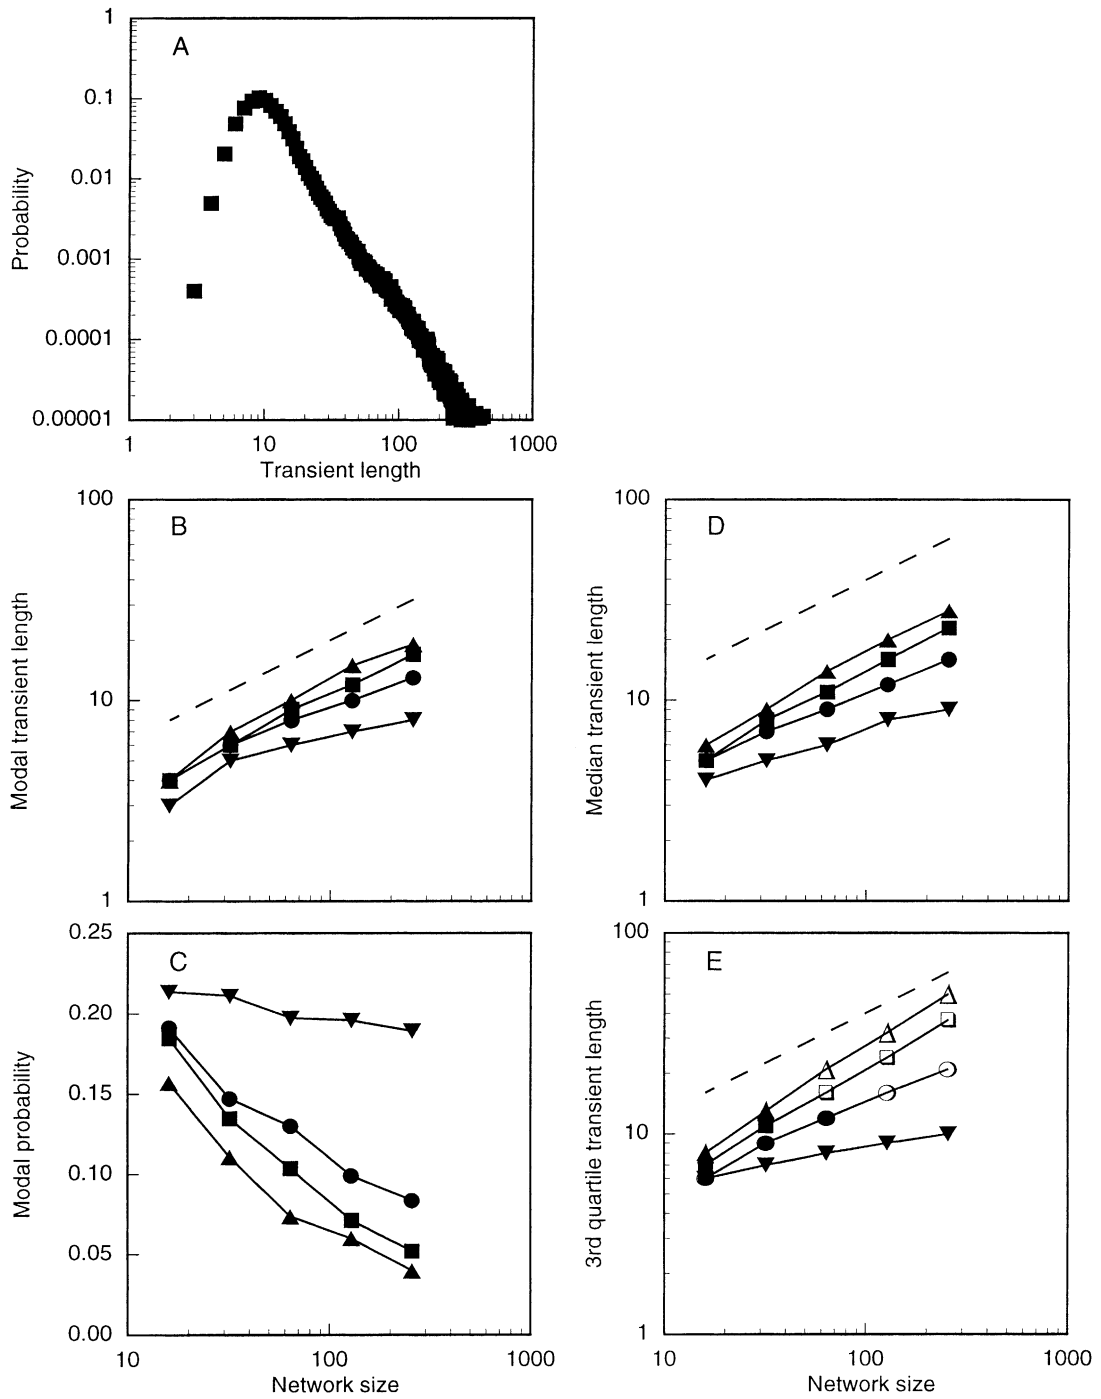 A
1
0.1
0.01
0.001
0.0001
0.00001
Probability
1
10
100
1000
Transient length
B
100
10
1
Modal transient length
D
100
10
1
Median transient length
C
0.25
0.20
0.15
0.10
0.05
0.00
Modal probability
10
100
1000
Network size
E
100
10
1
3rd quartile transient length
10
100
1000
Network size